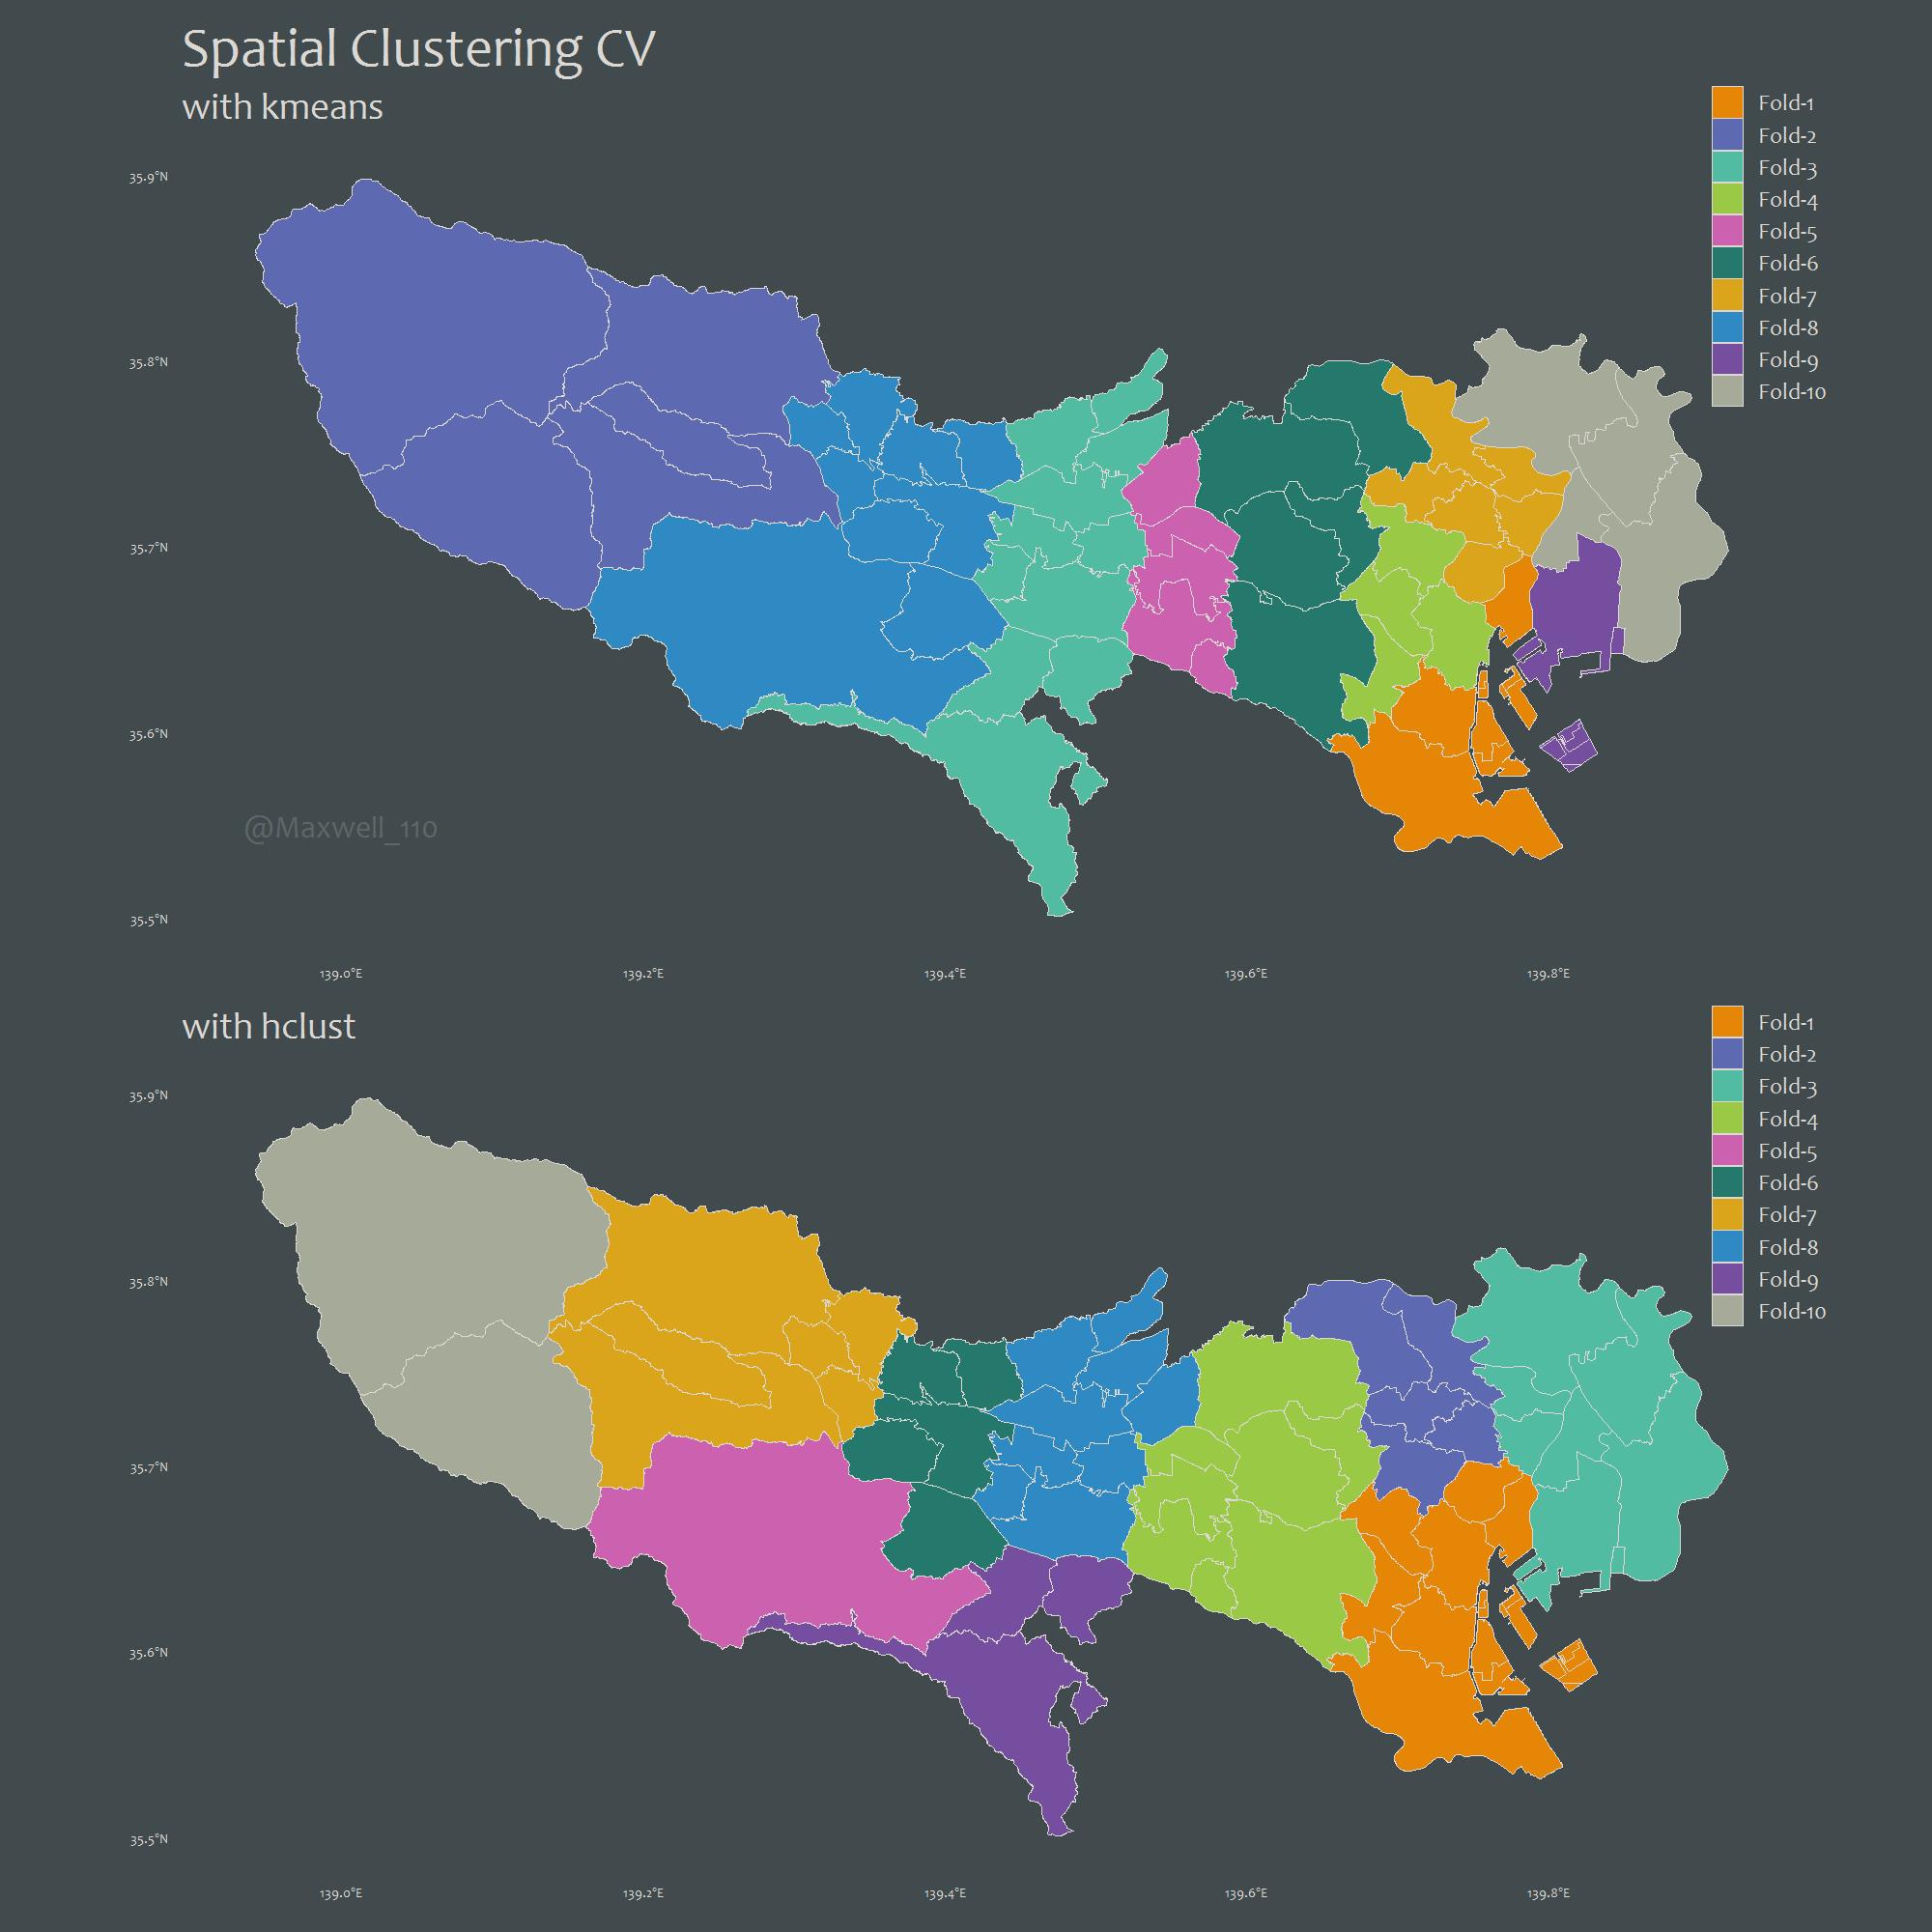 Spatial Clustering CV
with kmeans
Fold-1
Fold-2
Fold-3
Fold-4
Fold-5
Fold-6
Fold-7
Fold-8
Fold-9
Fold-10
35.9°N
35.8°N
35.7°N
35.6°N
35.5°N
@Maxwell_110
139.0°E 139.2°E 139.4°E 139.6°E 139.8°E
with hclust
Fold-1
Fold-2
Fold-3
Fold-4
Fold-5
Fold-6
Fold-7
Fold-8
Fold-9
Fold-10
35.9°N
35.8°N
35.7°N
35.6°N
35.5°N
139.0°E 139.2°E 139.4°E 139.6°E 139.8°E